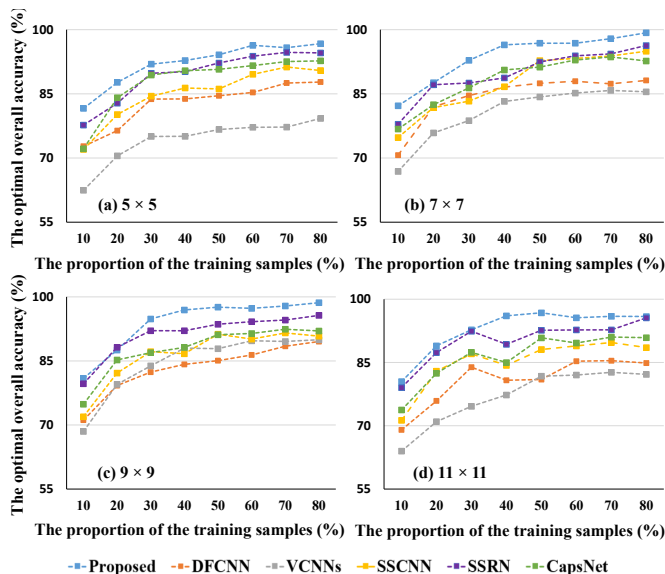 The optimal overall accuracy (%)
100
85
70
55
(a) 5 × 5
10 20 30 40 50 60 70 80
The proportion of the training samples (%)
100
85
70
55
(b) 7 × 7
10 20 30 40 50 60 70 80
The proportion of the training samples (%)
The optimal overall accuracy (%)
100
85
70
55
(c) 9 × 9
10 20 30 40 50 60 70 80
The proportion of the training samples (%)
100
85
70
55
(d) 11 × 11
10 20 30 40 50 60 70 80
The proportion of the training samples (%)
Proposed DFCNN VCNNs SSCNN SSRN CapsNet